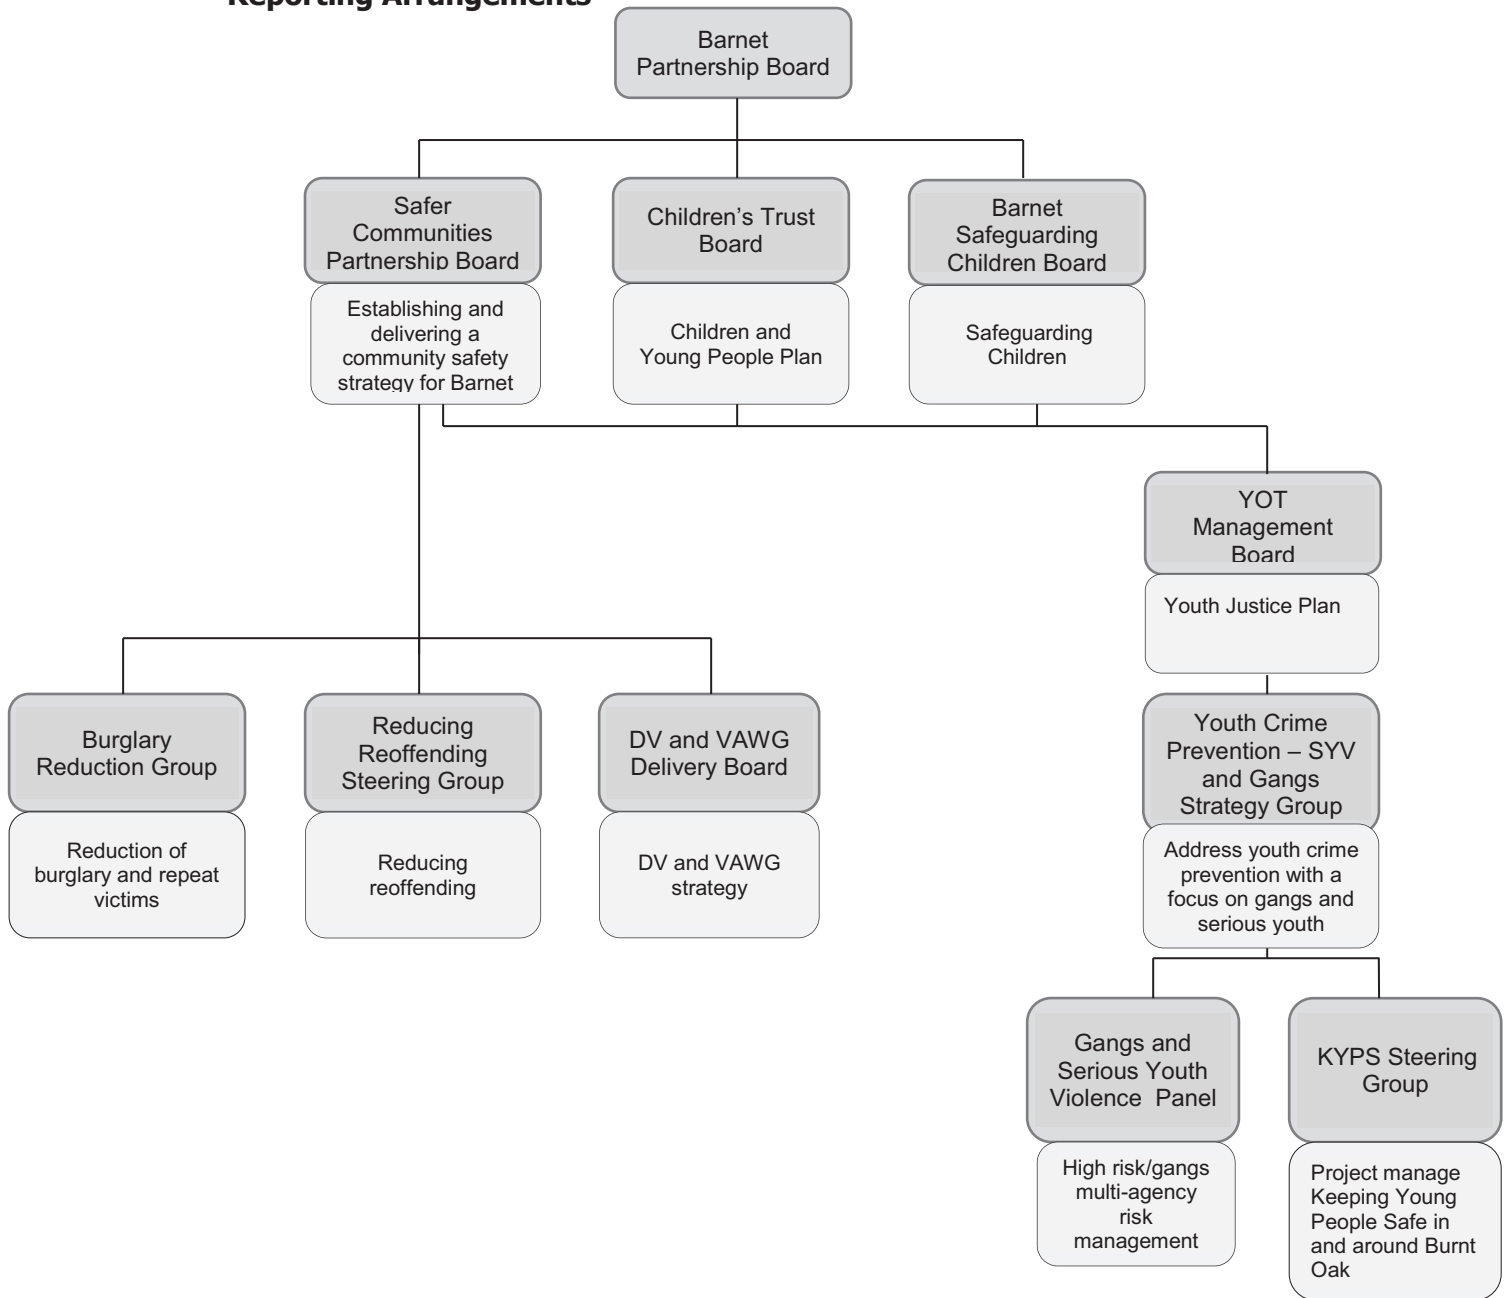 Reporting Arrangements
Barnet
Partnership Board
Safer
Communities
Partnership Board
Establishing and
delivering a
community safety
strategy for Barnet
Children’s Trust
Board
Children and
Young People Plan
Barnet
Safeguarding
Children Board
Safeguarding
Children
YOT
Management
Board
Youth Justice Plan
Burglary
Reduction Group
Reduction of
burglary and repeat
victims
Reducing
Reoffending
Steering Group
Reducing
reoffending
DV and VAWG
Delivery Board
DV and VAWG
strategy
Youth Crime
Prevention – SYV
and Gangs
Strategy Group
Address youth crime
prevention with a
focus on gangs and
serious youth
Gangs and
Serious Youth
Violence Panel
High risk/gangs
multi-agency
risk
management
KYPS Steering
Group
Project manage
Keeping Young
People Safe in
and around Burnt
Oak